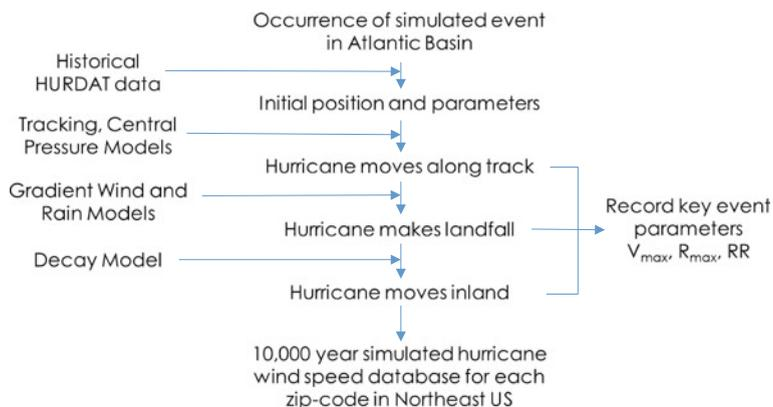 Occurrence of simulated event
in Atlantic Basin
Historical
HURDAT data
Initial position and parameters
Tracking, Central
Pressure Models
Hurricane moves along track
Gradient Wind and
Rain Models
Hurricane makes landfall
Record key event
parameters
Vmax, Rmax, RR
Decay Model
Hurricane moves inland
10,000 year simulated hurricane
wind speed database for each
zip-code in Northeast US